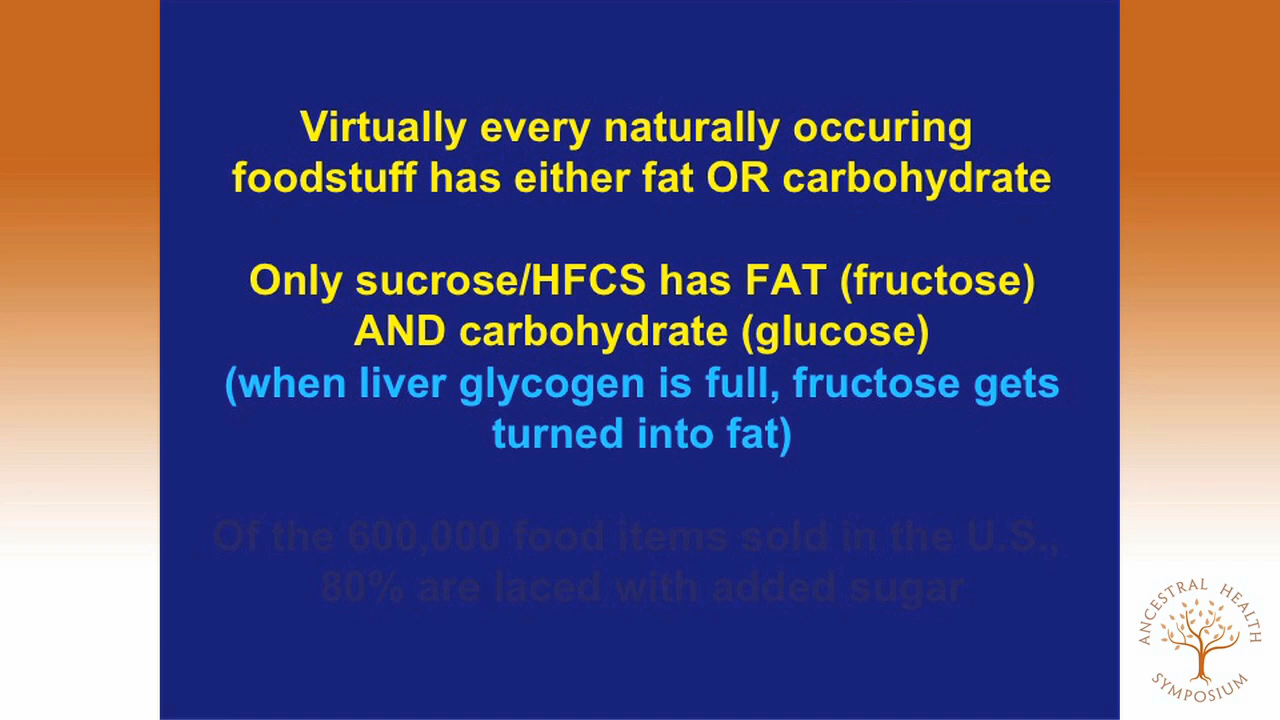 Virtually every naturally occuring
foodstuff has either fat OR carbohydrate
Only sucrose/HFCS has FAT (fructose)
AND carbohydrate (glucose)
(when liver glycogen is full, fructose gets
turned into fat)
Of the 600,000 food items sold in the U.S.,
80% are laced with added sugar
ANCESTRAL HEALTH
SYMPOSIUM